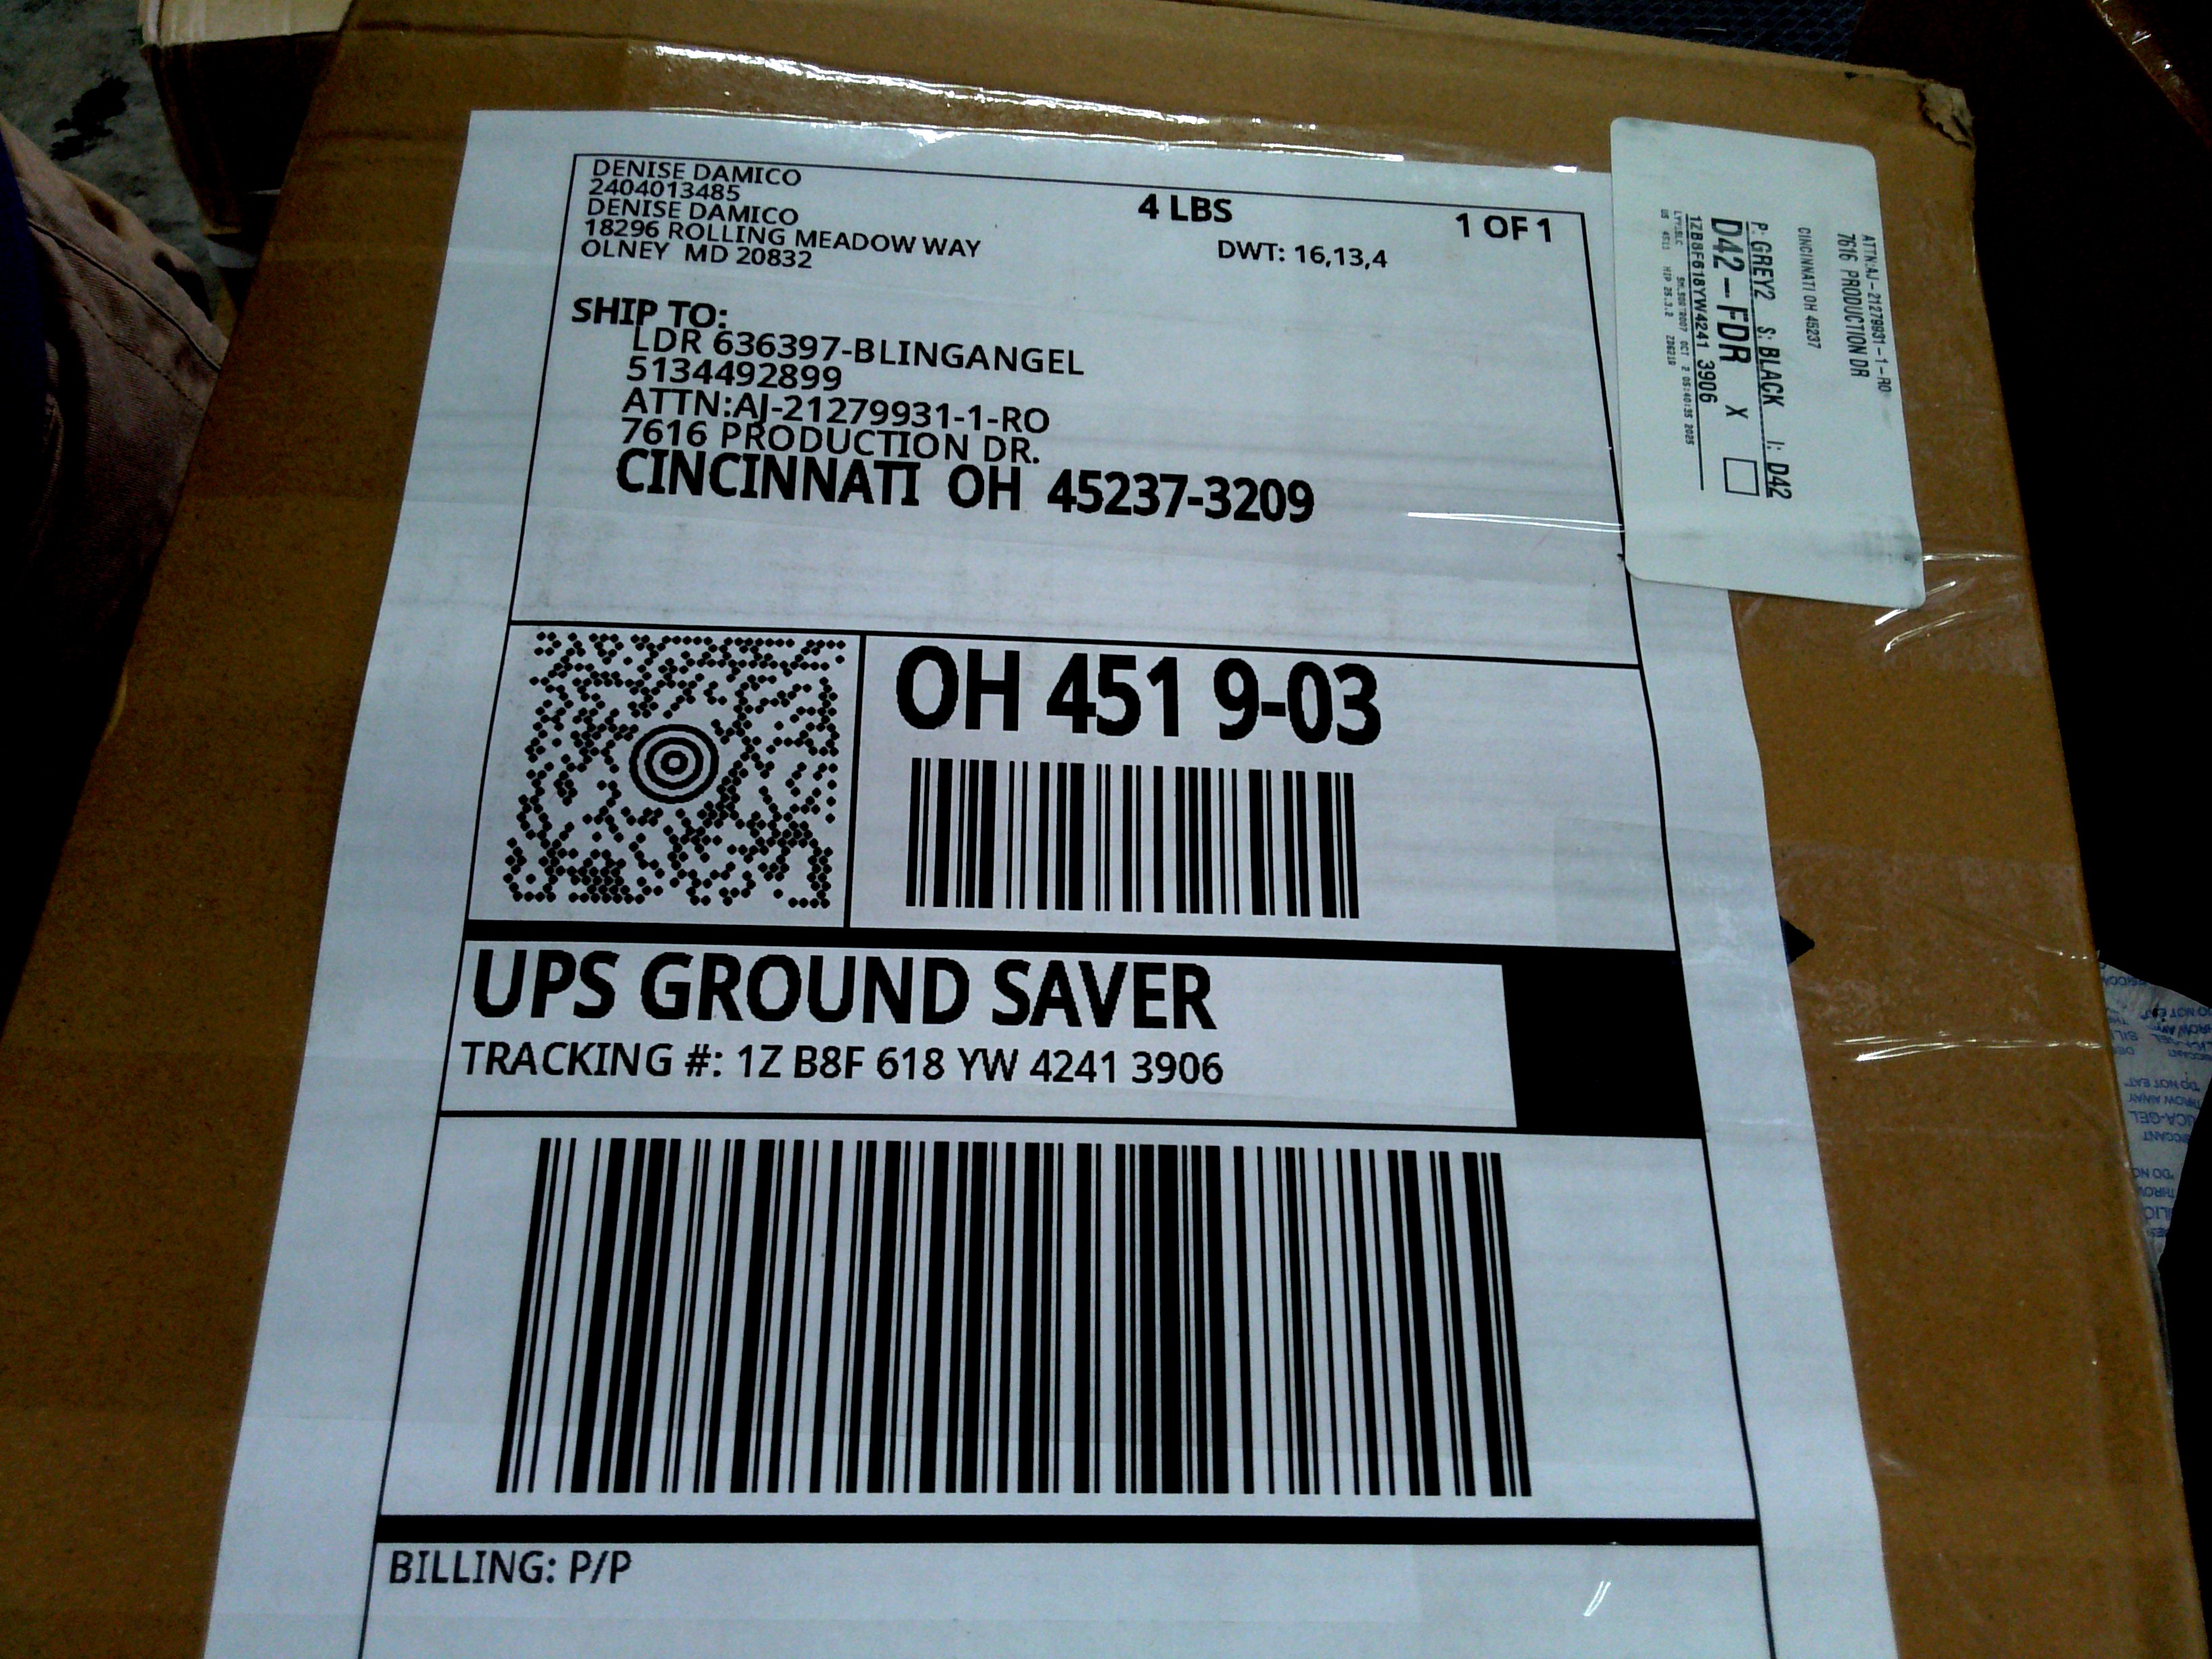 DENISE DAMICO
2404013485
DENISE DAMICO
18296 ROLLING MEADOW WAY
OLNEY MD 20832
4 LBS
1 OF 1
DWT: 16,13,4
SHIP TO:
LDR 636397-BLINGANGEL
5134492899
ATTN:AJ-21279931-1-RO
7616 PRODUCTION DR.
CINCINNATI OH 45237-3209
OH 451 9-03
UPS GROUND SAVER
TRACKING #: 1Z B8F 618 YW 4241 3906
BILLING: P/P
ATTN:AJ-21279931-1-RO
7616 PRODUCTION DR
CINCINNATI OH 45237
P: GREY2 S: BLACK I: D42
D42-FDR X
1ZB8F618YW4241 3906